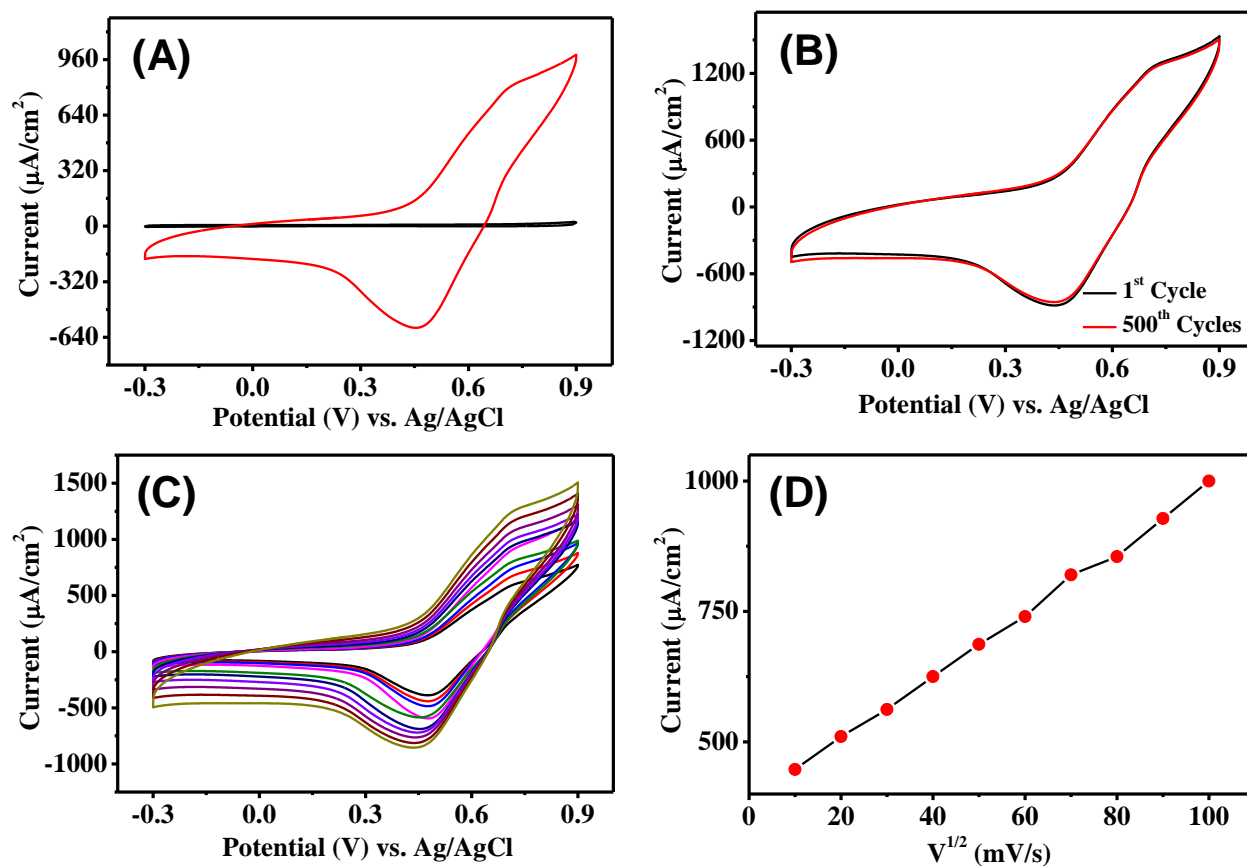 (A)
960
640
320
0
-320
-640
Current (μA/cm²)
-0.3 0.0 0.3 0.6 0.9
Potential (V) vs. Ag/AgCl
(B)
1200
600
0
-600
-1200
Current (μA/cm²)
1st Cycle
500th Cycles
-0.3 0.0 0.3 0.6 0.9
Potential (V) vs. Ag/AgCl
(C)
1500
1000
500
0
-500
-1000
Current (μA/cm²)
-0.3 0.0 0.3 0.6 0.9
Potential (V) vs. Ag/AgCl
(D)
1000
750
500
Current (μA/cm²)
0 20 40 60 80 100
V1/2 (mV/s)